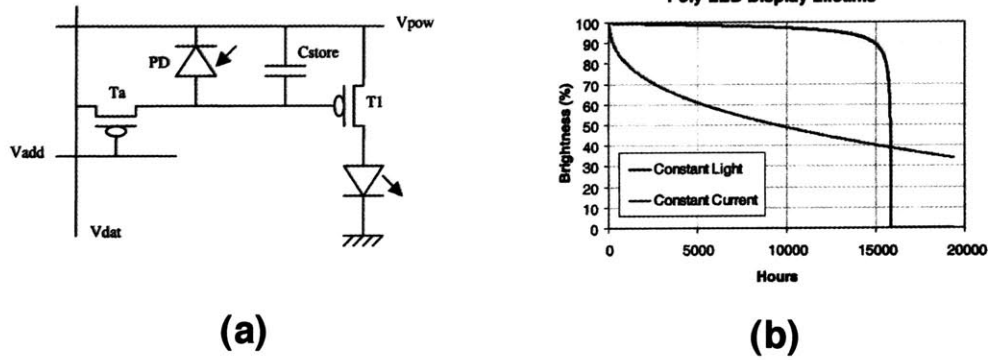 Vpow
PD
Cstore
Ta
T1
Vadd
Vdat
(a)
100
90
80
70
60
50
40
30
20
10
0
Brightness (%)
Constant Light
Constant Current
0 5000 10000 15000 20000
Hours
(b)